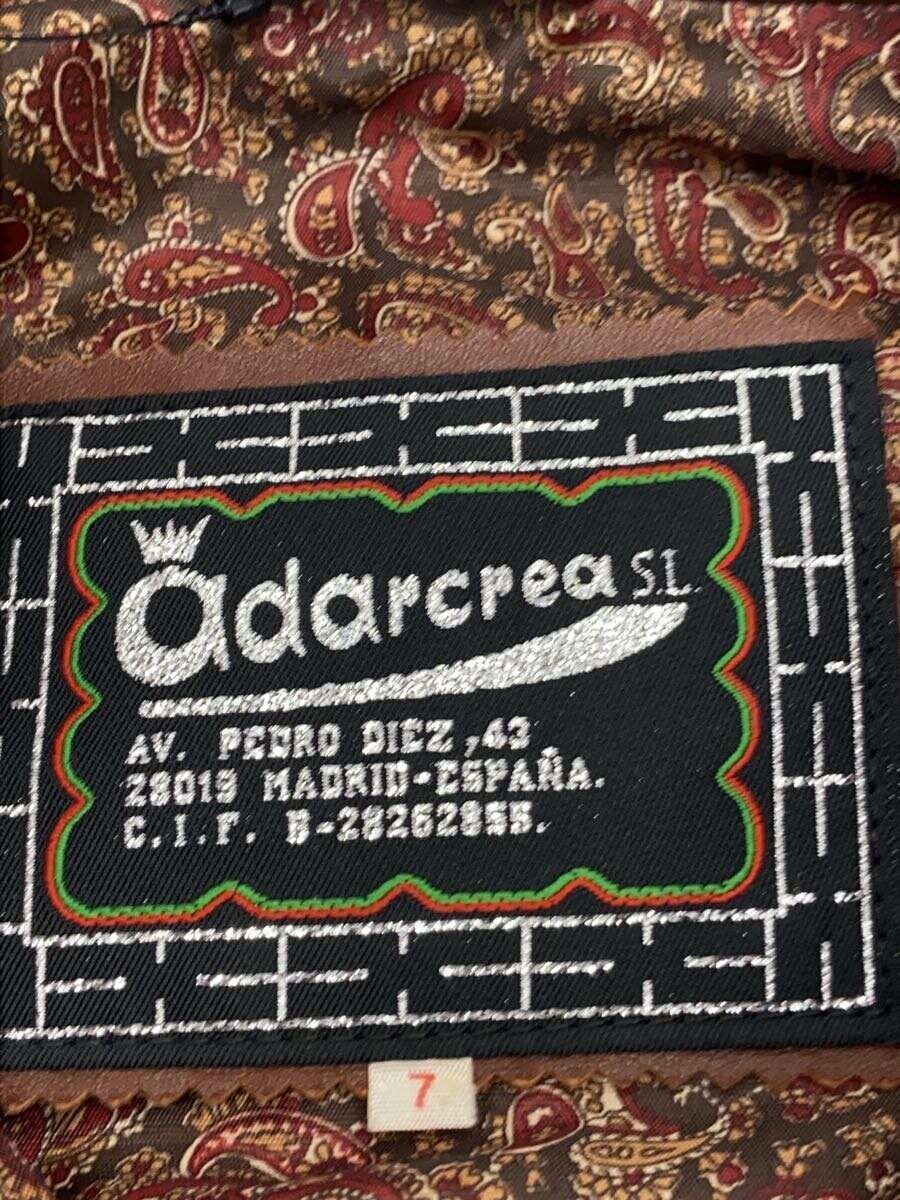 adarcrea S.L.
AV. PEDRO DIEZ,43
28019 MADRID-ESPAÑA.
C.I.F. B-28262855.
7